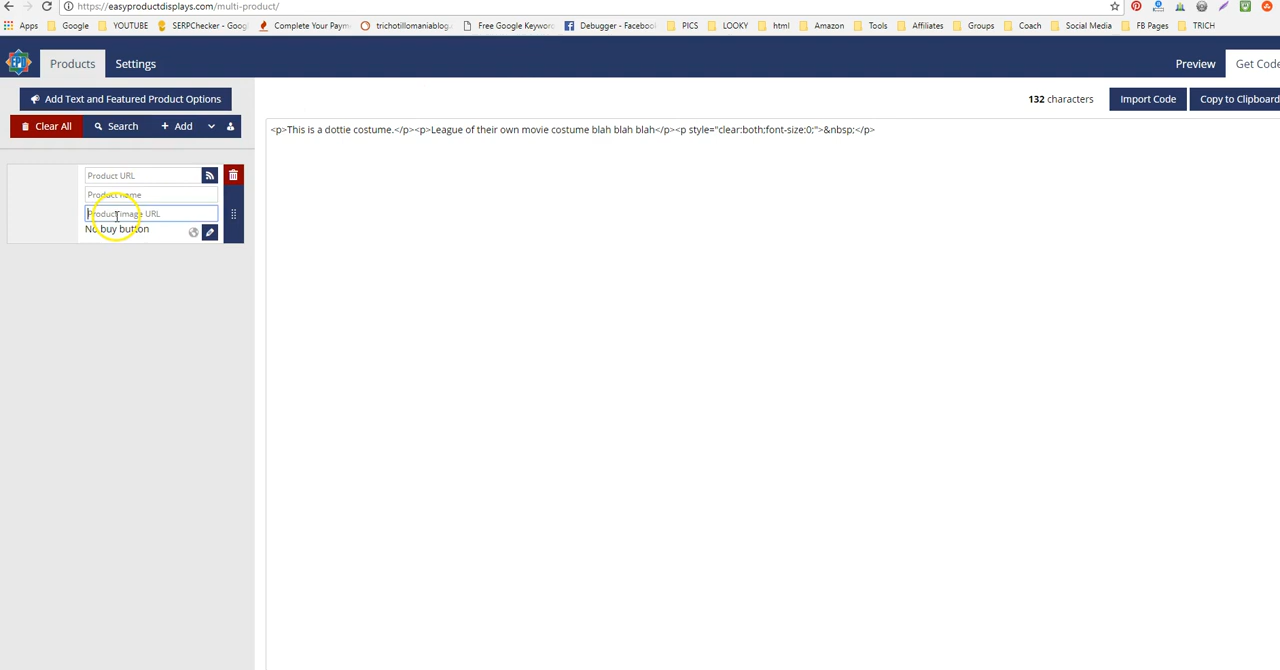 https://easyproductdisplays.com/multi-product/
Apps Google YOUTUBE SERPChecker - Goog Complete Your Paym trichotillomaniablog. Free Google Keyword Debugger - Facebook PICS LOOKY html Amazon Tools Affiliates Groups Coach Social Media FB Pages TRICH
EPD Products Settings Preview Get Code
Add Text and Featured Product Options
132 characters Import Code Copy to Clipboard
Clear All Search + Add
<p>This is a dottie costume.</p><p>League of their own movie costume blah blah blah</p><p style="clear:both;font-size:0;">&nbsp;</p>
Product URL
Product name
Product image URL
No buy button